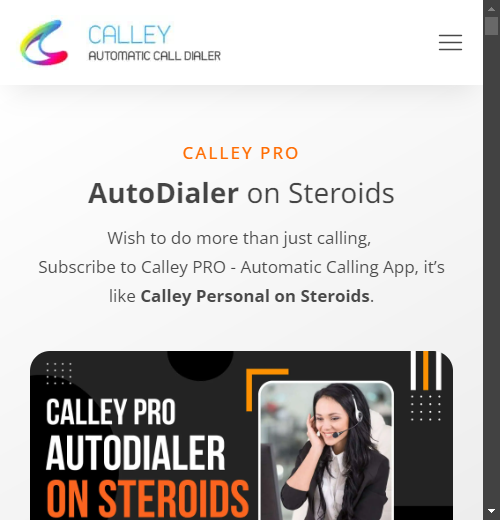 CALLEY
AUTOMATIC CALL DIALER
CALLEY PRO
AutoDialer on Steroids
Wish to do more than just calling,
Subscribe to Calley PRO - Automatic Calling App, it’s
like Calley Personal on Steroids.
CALLEY PRO
AUTODIALER
ON STEROIDS